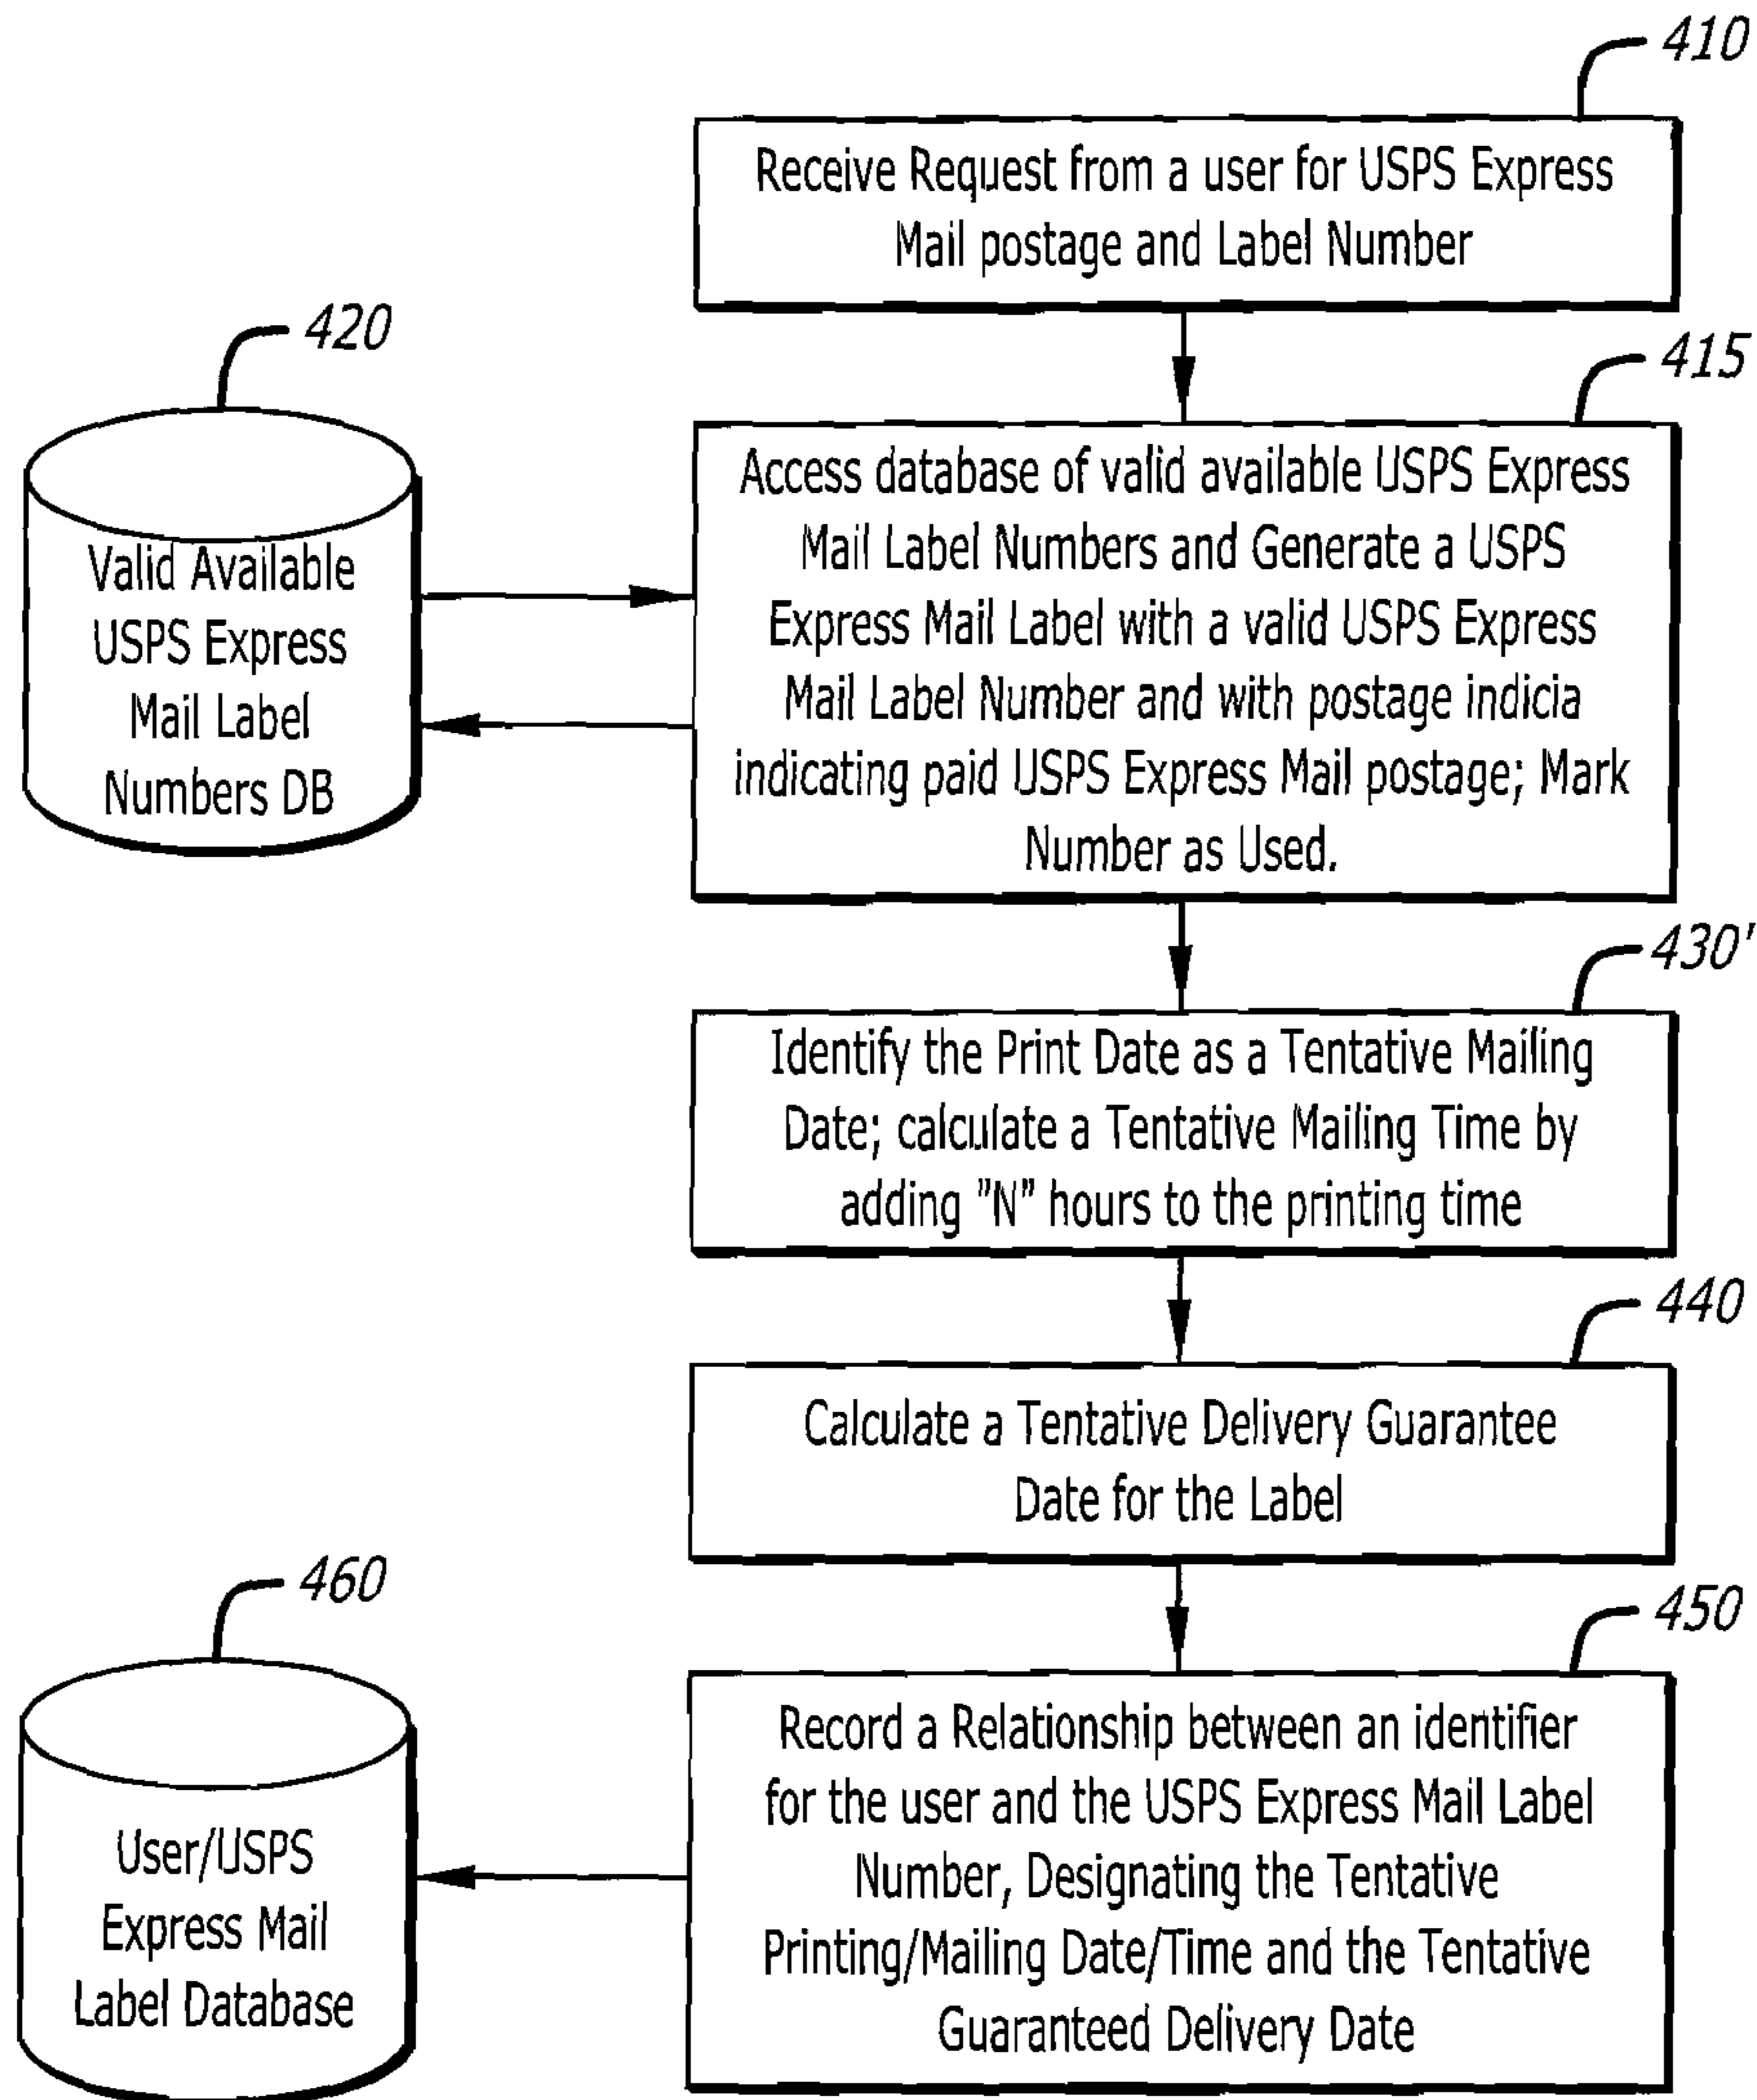 410
Receive Request from a user for USPS Express
Mail postage and Label Number
420
415
Valid Available
USPS Express
Mail Label
Numbers DB
Access database of valid available USPS Express
Mail Label Numbers and Generate a USPS
Express Mail Label with a valid USPS Express
Mail Label Number and with postage indicia
indicating paid USPS Express Mail postage; Mark
Number as Used.
430'
Identify the Print Date as a Tentative Mailing
Date; calculate a Tentative Mailing Time by
adding "N" hours to the printing time
440
Calculate a Tentative Delivery Guarantee
Date for the Label
460
450
User/USPS
Express Mail
Label Database
Record a Relationship between an identifier
for the user and the USPS Express Mail Label
Number, Designating the Tentative
Printing/Mailing Date/Time and the Tentative
Guaranteed Delivery Date